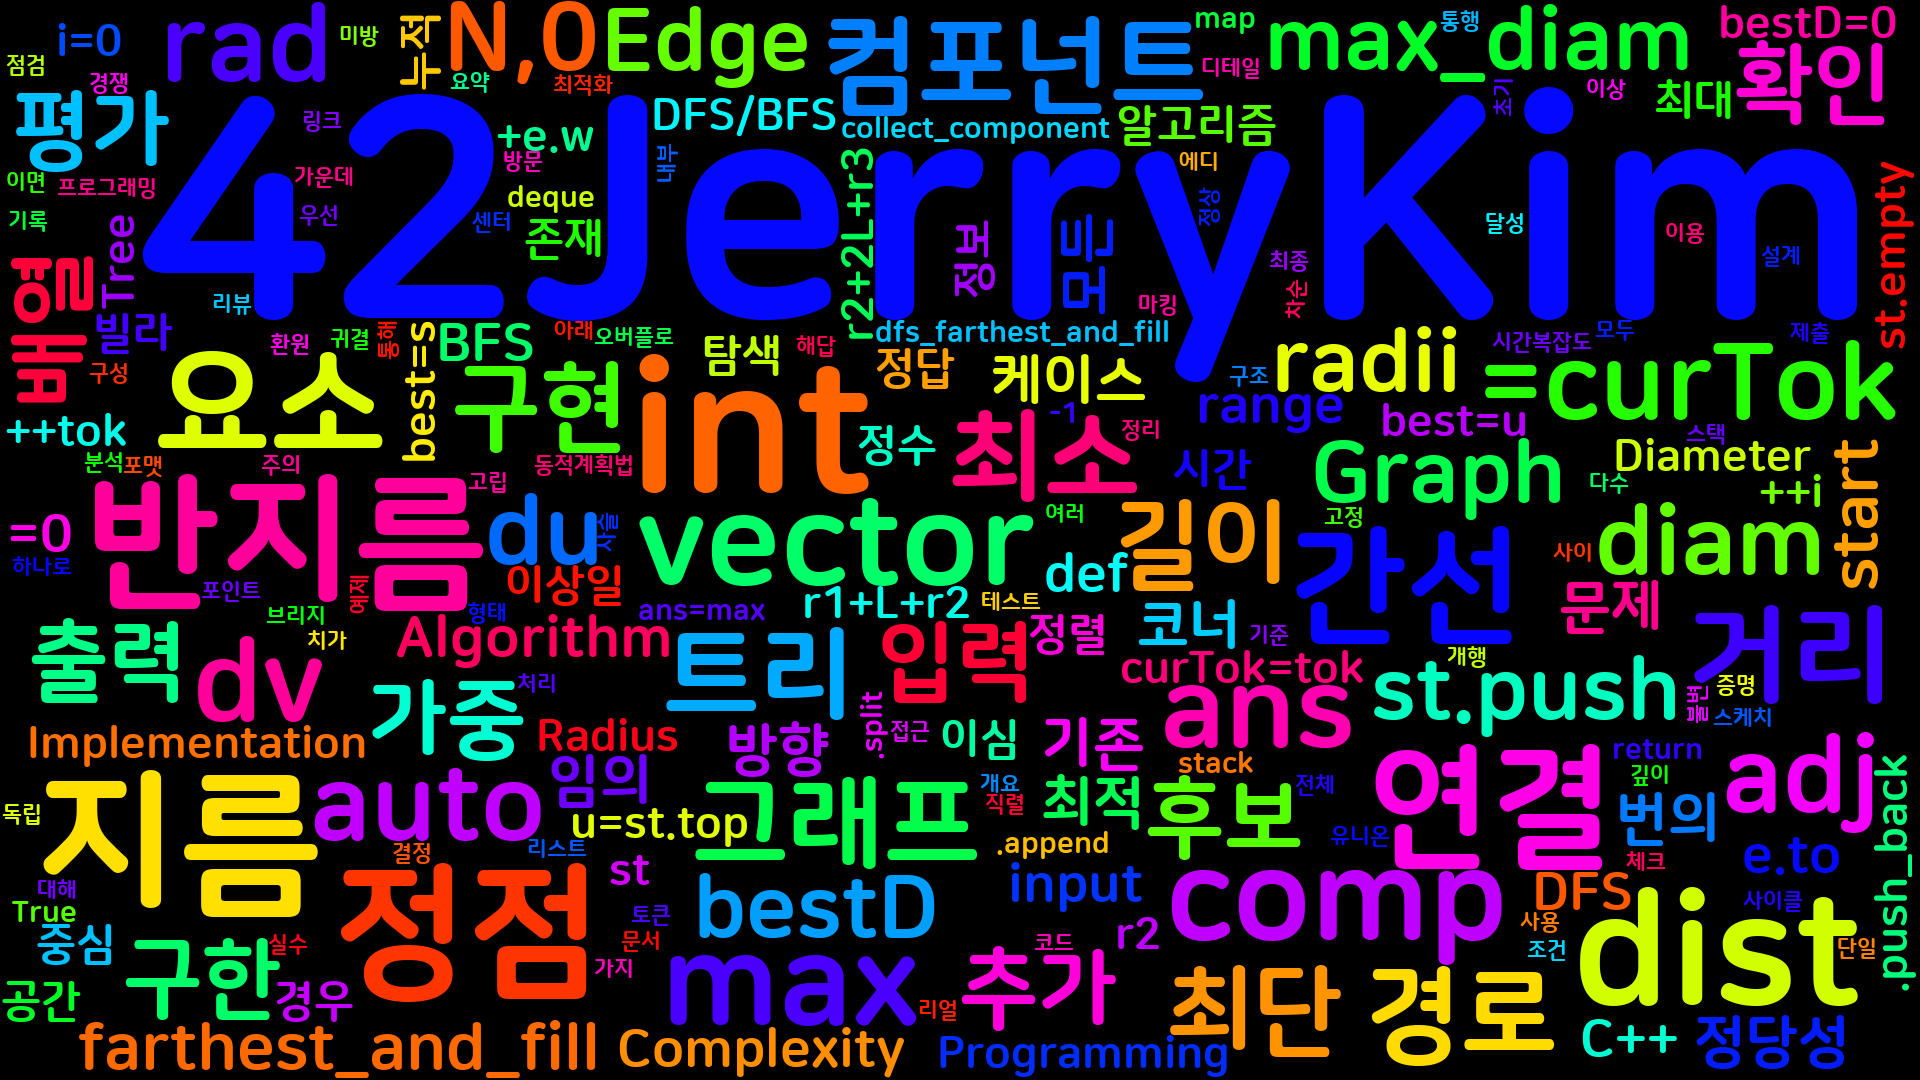 42JerryKim
i=0
rad
미방
누적
N,0
Edge
컴포넌트
map
max_diam
통행
bestD=0
점검
경쟁
요약
최적화
디테일
초기
이상
최대
확인
평가
링크
+e.w
DFS/BFS
collect_component
알고리즘
이면
프로그래밍
가운데
방문
내부
r2+2L+r3
에디
st.empty
기록
Tree
우선
센터
deque
존재
정보
모든
정상
달성
이용
설계
배열
빌라
리뷰
최종
마킹
차순
환원
귀결
통해
BFS
아래
오버플로
dfs_farthest_and_fill
시간복잡도
모두
제출
구성
요소
best=s
구현
int
탐색
해답
정답
케이스
구조
radii
=curTok
++tok
정수
최소
-1
정리
range
best=u
스택
분석
포맷
주의
고립
동적계획법
시간
Graph
Diameter
다수
++i
start
=0
반지름
du
사슬
vector
여러
길이
고정
간선
사이
diam
하나로
포인트
예제
이상일
def
브리지
형태
ans=max
r1+L+r2
테스트
코너
기준
문제
거리
출력
dv
치가
Algorithm
트리
입력
정렬
curTok=tok
개행
불변
증명
가중
처리
ans
st.push
스케치
Implementation
Radius
방향
.split
접근
이심
기존
stack
연결
return
adj
지름
auto
임의
개요
직렬
최적
후보
전체
깊이
번의
.push_back
독립
결정
리스트
u=st.top
그래프
.append
유니온
체크
e.to
대해
정점
st
bestD
input
comp
DFS
사이클
True
중심
구한
실수
토큰
문서
r2
코드
사용
조건
dist
단일
공간
경우
가지
max
리얼
추가
최단
경로
farthest_and_fill
Complexity
Programming
C++
정당성